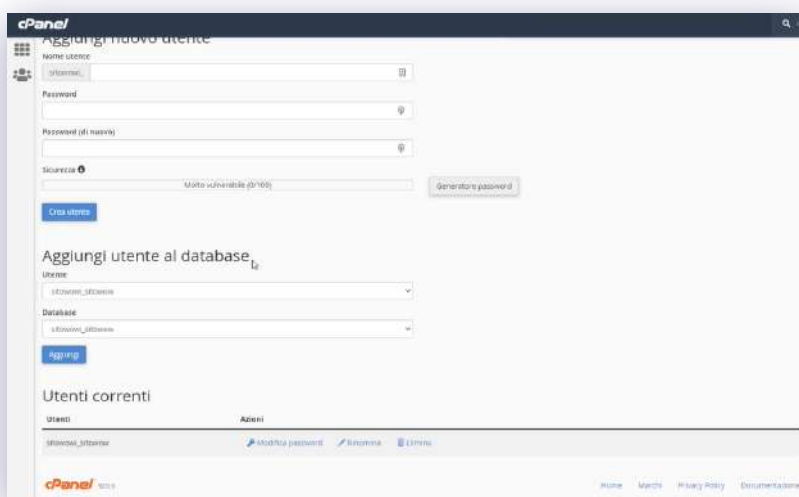 cPanel
Aggiungi nuovo utente
Nome utente
Password
Password (di nuovo)
Sicurezza
Molto vulnerabile (0/100)
Generatore password
Crea utente
Aggiungi utente al database
Utente
Database
Aggiungi
Utenti correnti
Utenti Azioni
Modifica password Rinomina Elimina
cPanel
Home Marchi Privacy Policy Documentazione